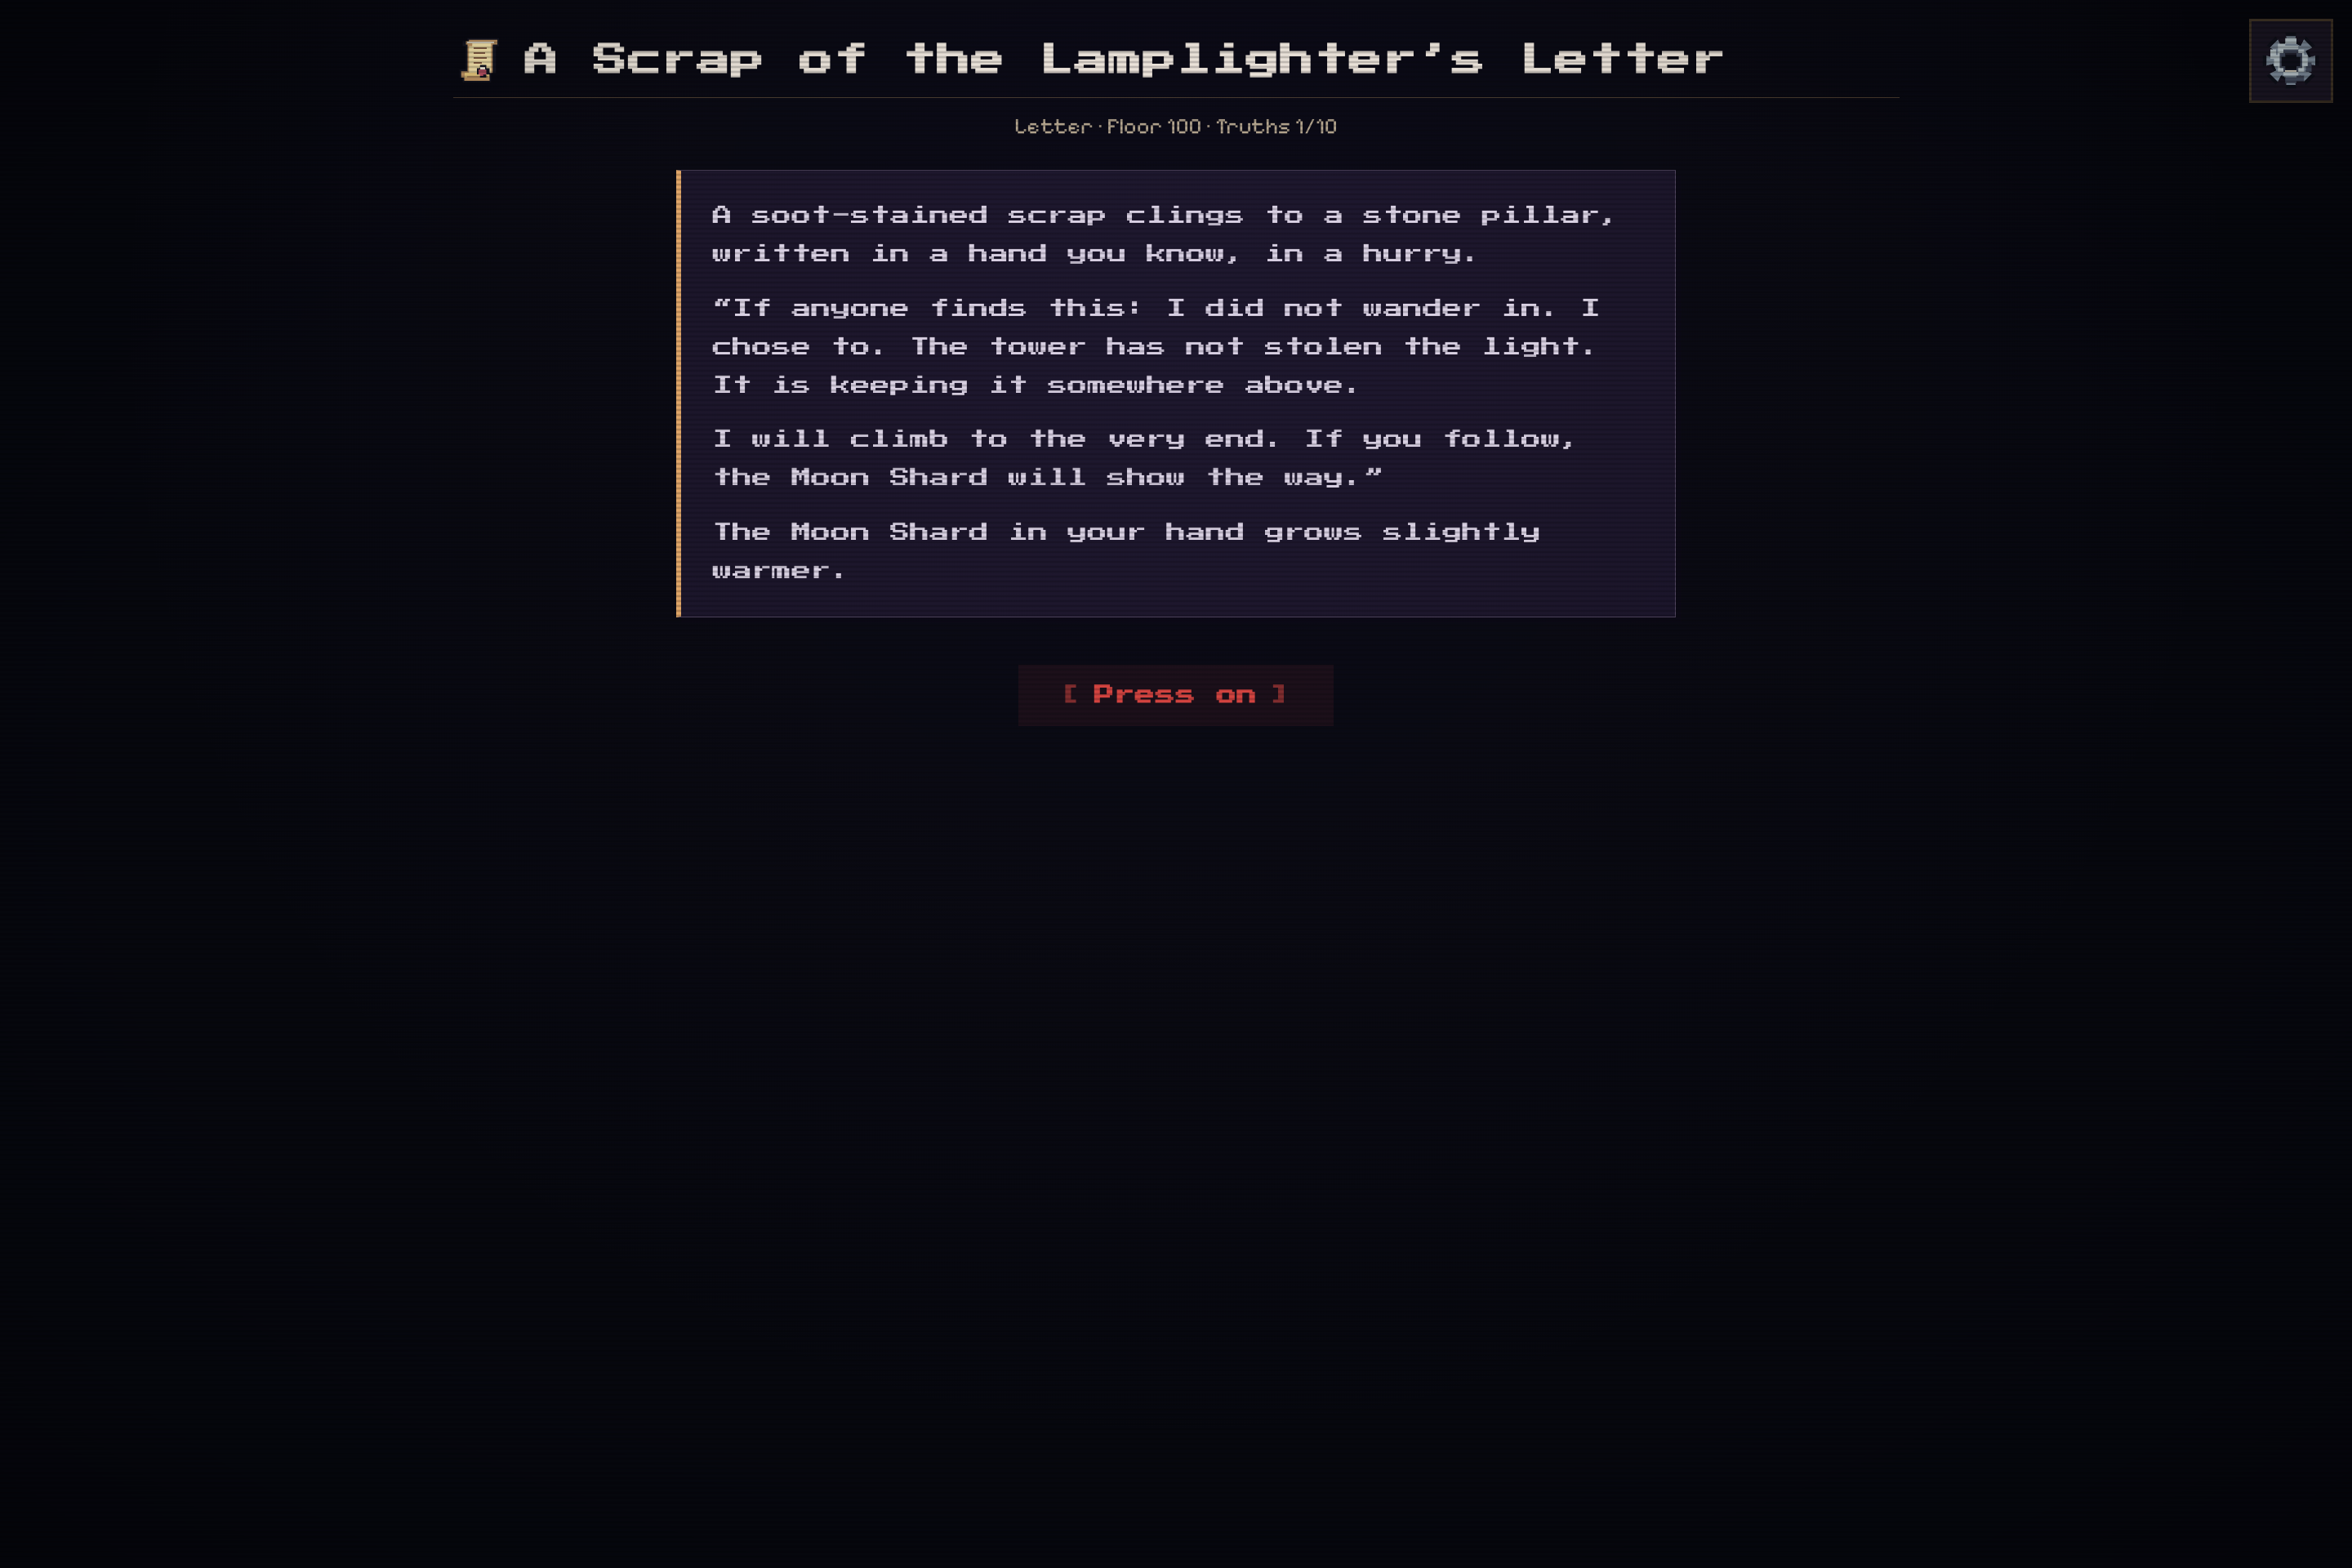 A Scrap of the Lamplighter’s Letter
Letter · Floor 100 · Truths 1/10
A soot-stained scrap clings to a stone pillar,
written in a hand you know, in a hurry.
“If anyone finds this: I did not wander in. I
chose to. The tower has not stolen the light.
It is keeping it somewhere above.
I will climb to the very end. If you follow,
the Moon Shard will show the way.”
The Moon Shard in your hand grows slightly
warmer.
[ Press on ]